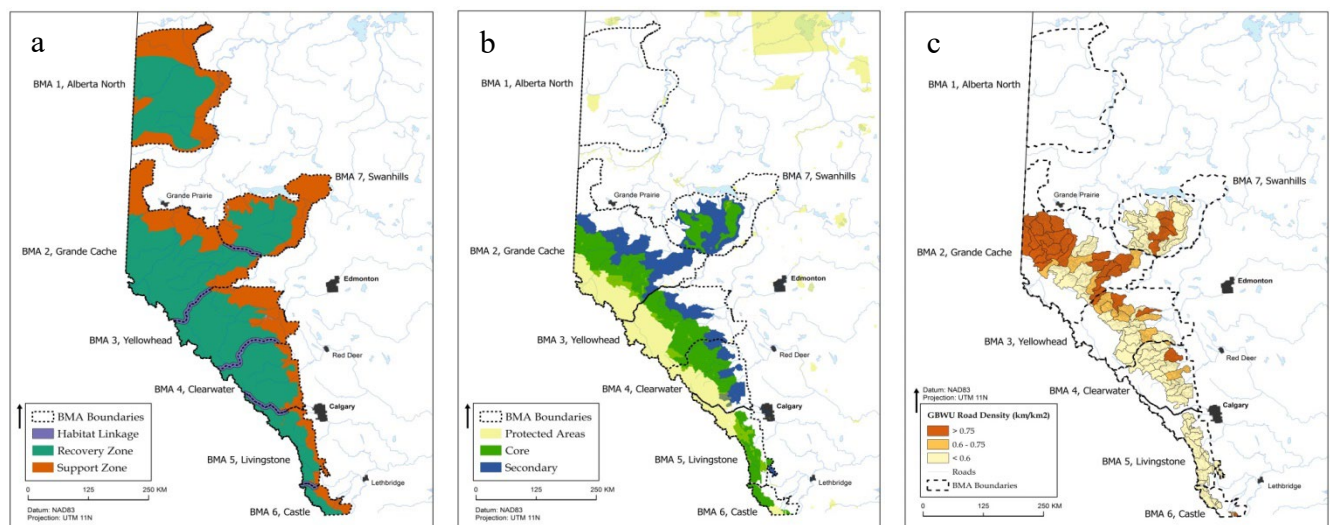 a
BMA 1, Alberta North
BMA 7, Swanhills
Grande Prairie
BMA 2, Grande Cache
Edmonton
BMA 3, Yellowhead
Red Deer
BMA 4, Clearwater
Calgary
BMA Boundaries
Habitat Linkage
Recovery Zone
Support Zone
BMA 5, Livingstone
Lethbridge
0 125 250 KM
Datum: NAD83
Projection: UTM 11N
BMA 6, Castle
b
BMA 1, Alberta North
BMA 7, Swanhills
Grande Prairie
BMA 2, Grande Cache
Edmonton
BMA 3, Yellowhead
Red Deer
BMA 4, Clearwater
Calgary
BMA Boundaries
Protected Areas
Core
Secondary
BMA 5, Livingstone
Lethbridge
0 125 250 KM
Datum: NAD83
Projection: UTM 11N
BMA 6, Castle
c
BMA 1, Alberta North
BMA 7, Swanhills
Grande Prairie
BMA 2, Grande Cache
Edmonton
BMA 3, Yellowhead
Red Deer
Datum: NAD83
Projection: UTM 11N
BMA 4, Clearwater
Calgary
GBWU Road Density (km/km2)
> 0.75
0.6 - 0.75
< 0.6
Roads
BMA Boundaries
BMA 5, Livingstone
Lethbridge
0 125 250 KM
BMA 6, Castle